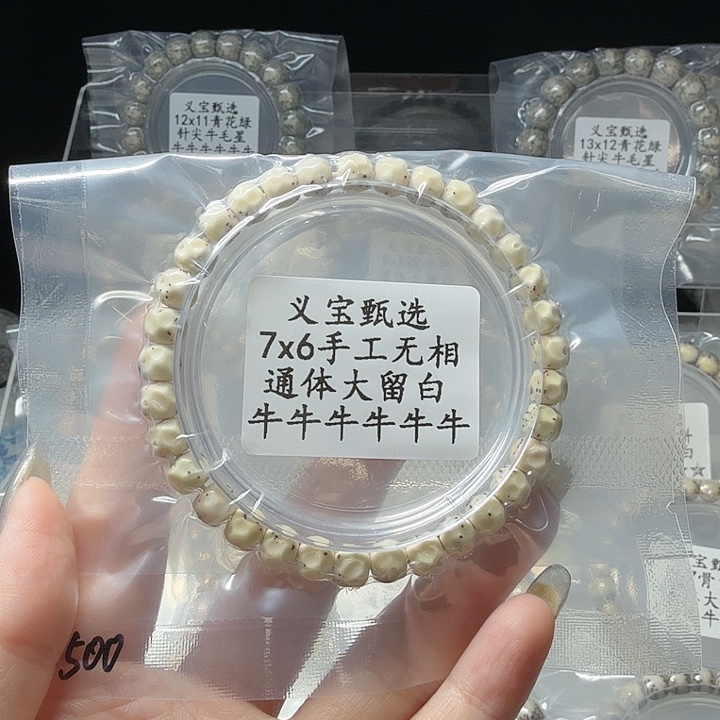 义宝甄选
12x11青花绿
针尖牛毛星
牛牛牛牛牛牛
义宝甄选
13x12青花绿
针尖牛毛星
义宝甄选
7x6手工无相
通体大留白
牛牛牛牛牛牛
500